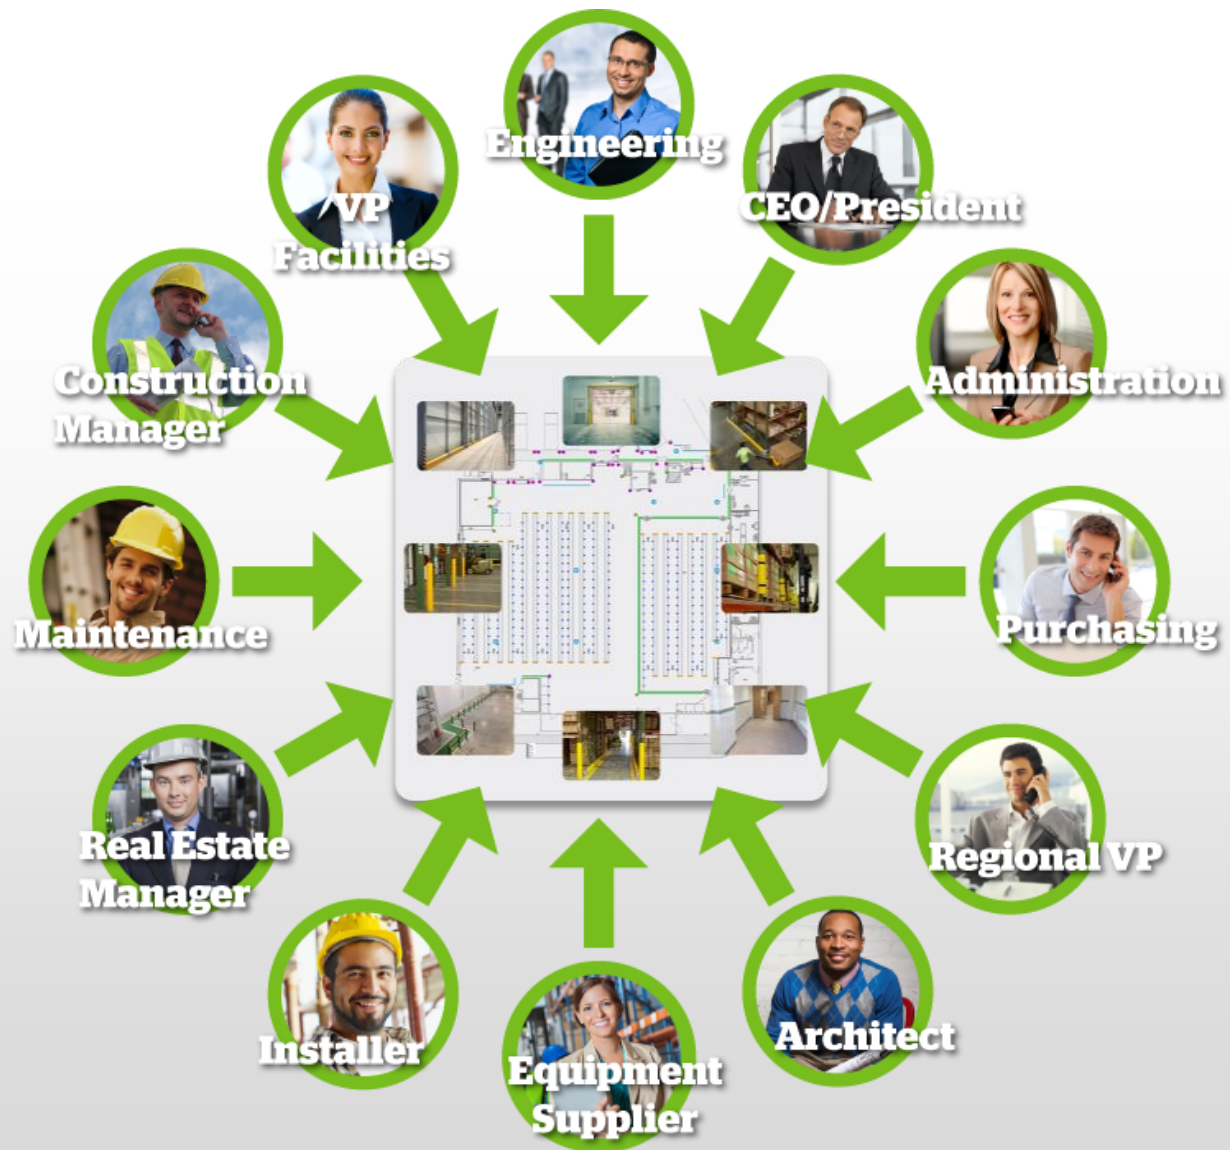 Engineering
VP
Facilities
CEO/President
Construction
Manager
Administration
Maintenance
Purchasing
Real Estate
Manager
Regional VP
Installer
Architect
Equipment
Supplier